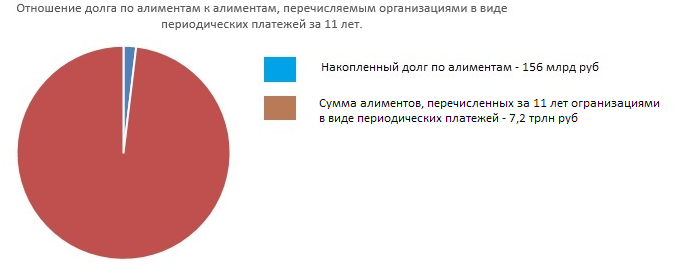 Отношение долга по алиментам к алиментам, перечисляемым организациями в виде
периодических платежей за 11 лет.
Накопленный долг по алиментам - 156 млрд руб
Сумма алиментов, перечисленных за 11 лет огранизациями
в виде периодических платежей - 7,2 трлн руб